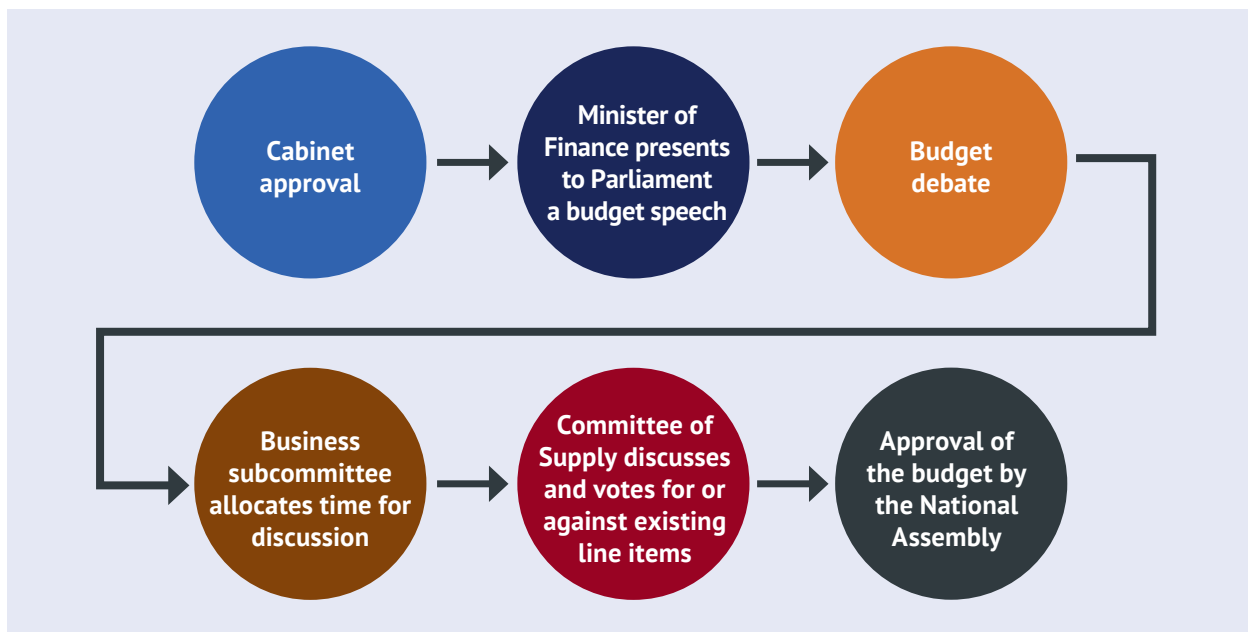 Cabinet
approval
Minister of
Finance presents
to Parliament
a budget speech
Budget
debate
Business
subcommittee
allocates time for
discussion
Committee of
Supply discusses
and votes for or
against existing
line items
Approval of
the budget by
the National
Assembly